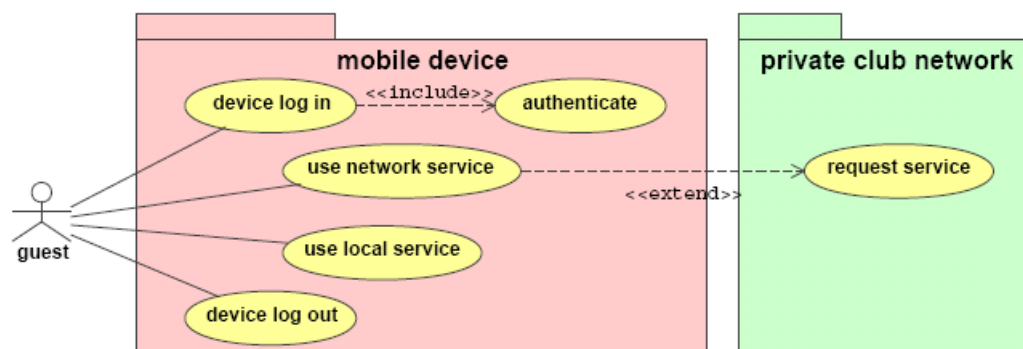 mobile device
private club network
device log in
<<include>>
authenticate
use network service
<<extend>>
request service
guest
use local service
device log out